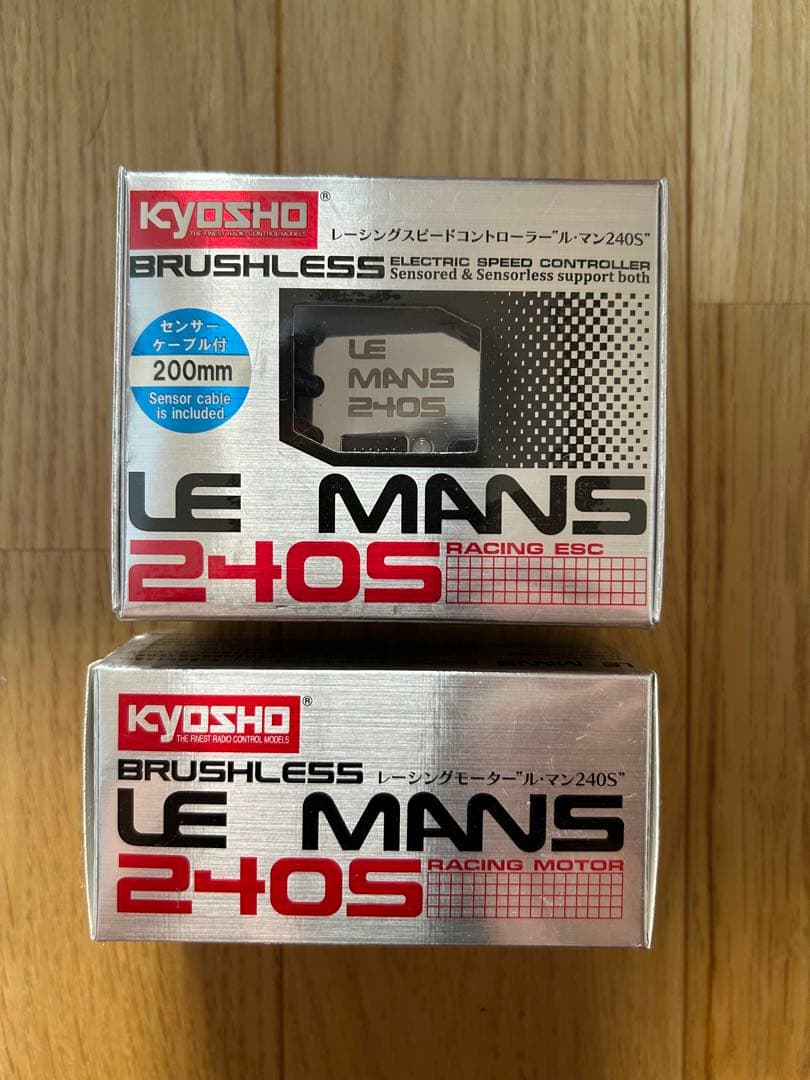 KYOSHO®
THE FINEST RADIO CONTROL MODELS
レーシングスピードコントローラー"ル・マン240S"
BRUSHLESS ELECTRIC SPEED CONTROLLER
Sensored & Sensorless support both
センサー
ケーブル付
200mm
Sensor cable
is included.
LE
MANS
240S
LE MANS
240S RACING ESC
LE MANS
KYOSHO®
THE FINEST RADIO CONTROL MODELS
BRUSHLESS レーシングモーター"ル・マン240S"
LE MANS
240S RACING MOTOR